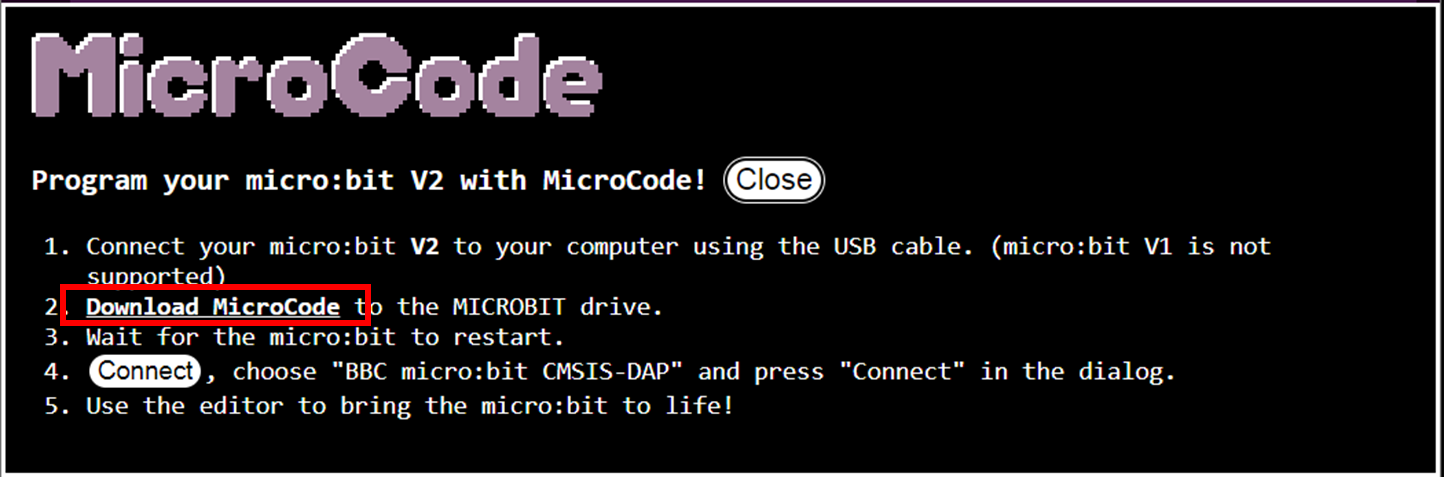 MicroCode
Program your micro:bit V2 with MicroCode! Close
1. Connect your micro:bit V2 to your computer using the USB cable. (micro:bit V1 is not
supported)
2. Download MicroCode to the MICROBIT drive.
3. Wait for the micro:bit to restart.
4. Connect, choose "BBC micro:bit CMSIS-DAP" and press "Connect" in the dialog.
5. Use the editor to bring the micro:bit to life!